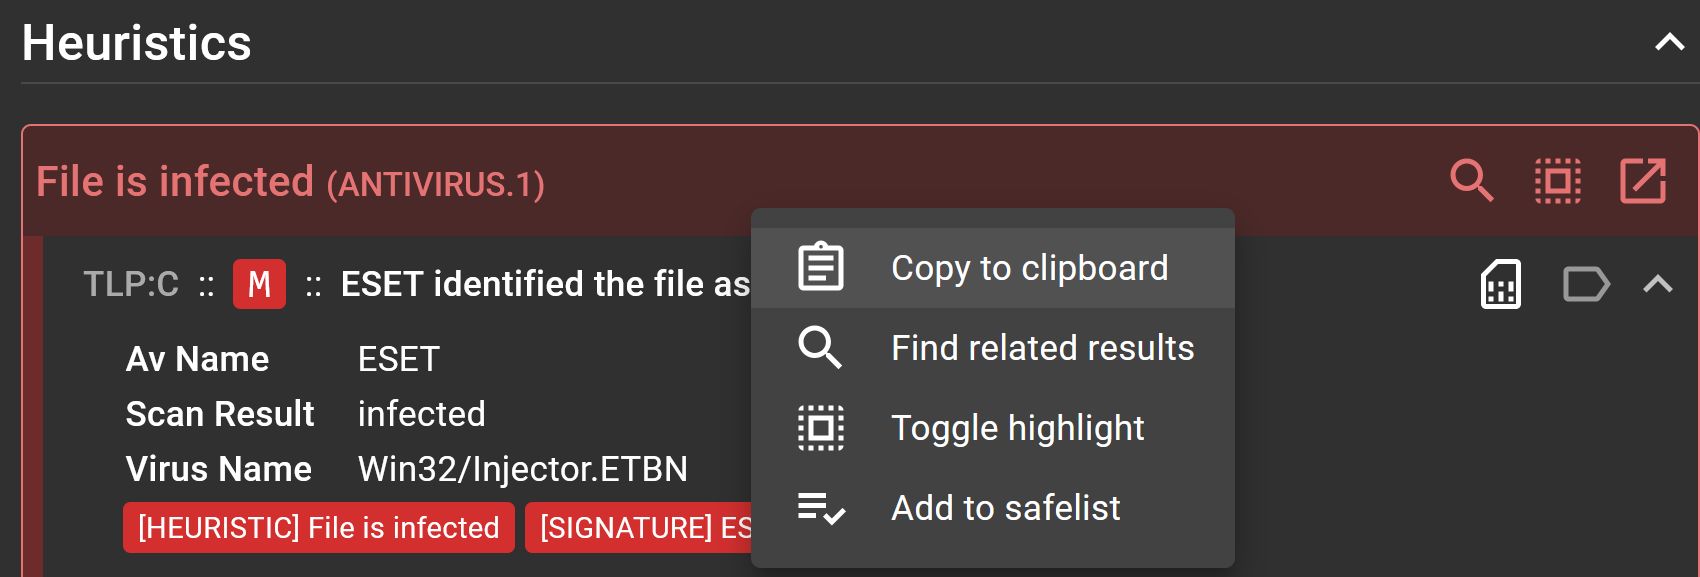 Heuristics
File is infected (ANTIVIRUS.1)
TLP:C :: M :: ESET identified the file as
Av Name ESET
Scan Result infected
Virus Name Win32/Injector.ETBN
[HEURISTIC] File is infected [SIGNATURE] ES
Copy to clipboard
Find related results
Toggle highlight
Add to safelist